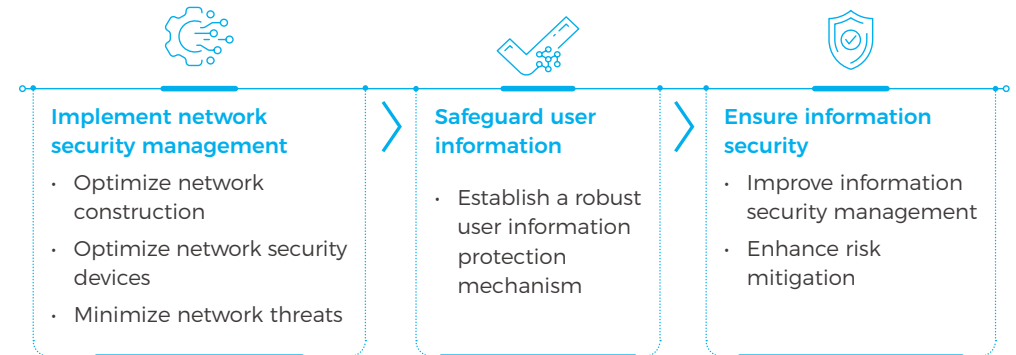 Implement network
security management
• Optimize network
construction
• Optimize network security
devices
• Minimize network threats
Safeguard user
information
• Establish a robust
user information
protection
mechanism
Ensure information
security
• Improve information
security management
• Enhance risk
mitigation